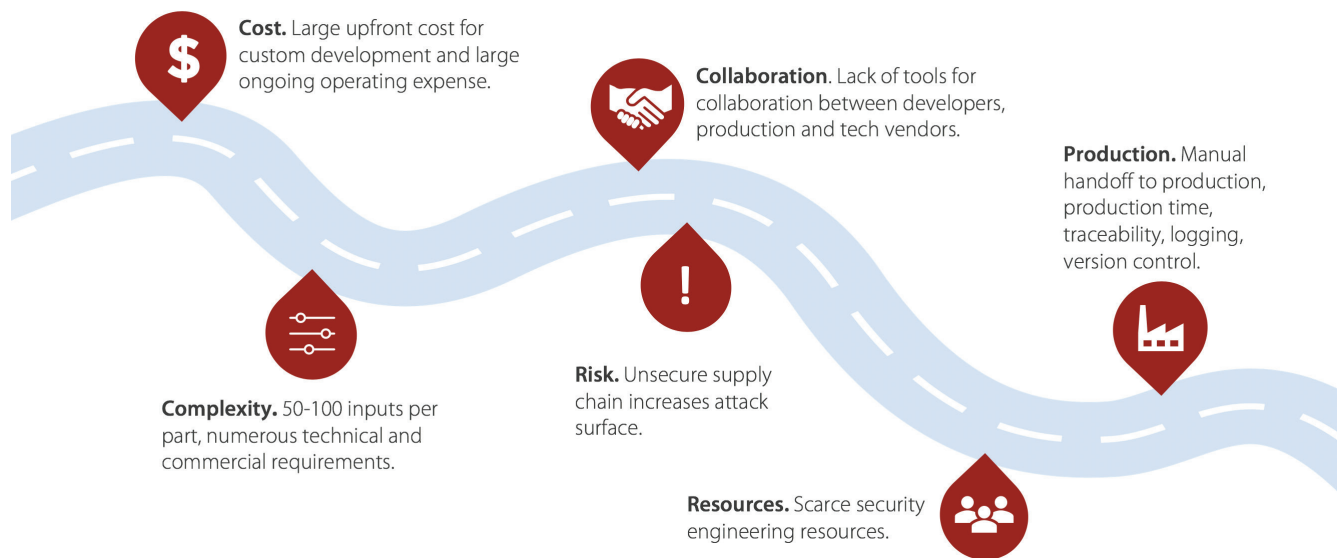 Cost. Large upfront cost for
custom development and large
ongoing operating expense.
Complexity. 50-100 inputs per
part, numerous technical and
commercial requirements.
Collaboration. Lack of tools for
collaboration between developers,
production and tech vendors.
Risk. Unsecure supply
chain increases attack
surface.
Resources. Scarce security
engineering resources.
Production. Manual
handoff to production,
production time,
traceability, logging,
version control.